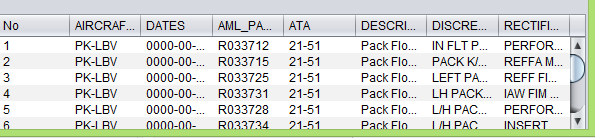 No AIRCRAF... DATES AML_PA... ATA DESCRI... DISCRE... RECTIFI...
1 PK-LBV 0000-00-... R033712 21-51 Pack Flo... IN FLT P... PERFOR...
2 PK-LBV 0000-00-... R033715 21-51 Pack Flo... PACK K/... REFFA M...
3 PK-LBV 0000-00-... R033725 21-51 Pack Flo... LEFT PA... REFF FI...
4 PK-LBV 0000-00-... R033731 21-51 Pack Flo... LH PACK... IAW FIM ...
5 PK-LBV 0000-00-... R033728 21-51 Pack Flo... L/H PAC... PERFOR...
6 PK-LBV 0000-00-... R033734 21-51 Pack Flo... L/H PAC... INSERT...